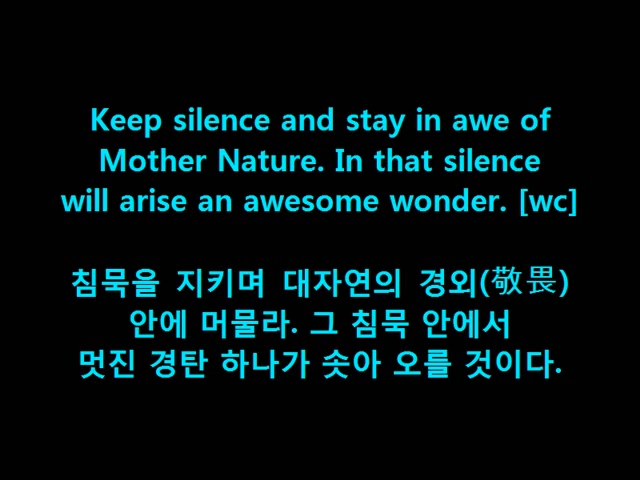 Keep silence and stay in awe of
Mother Nature. In that silence
will arise an awesome wonder. [wc]
침묵을 지키며 대자연의 경외(敬畏)
안에 머물라. 그 침묵 안에서
멋진 경탄 하나가 솟아 오를 것이다.